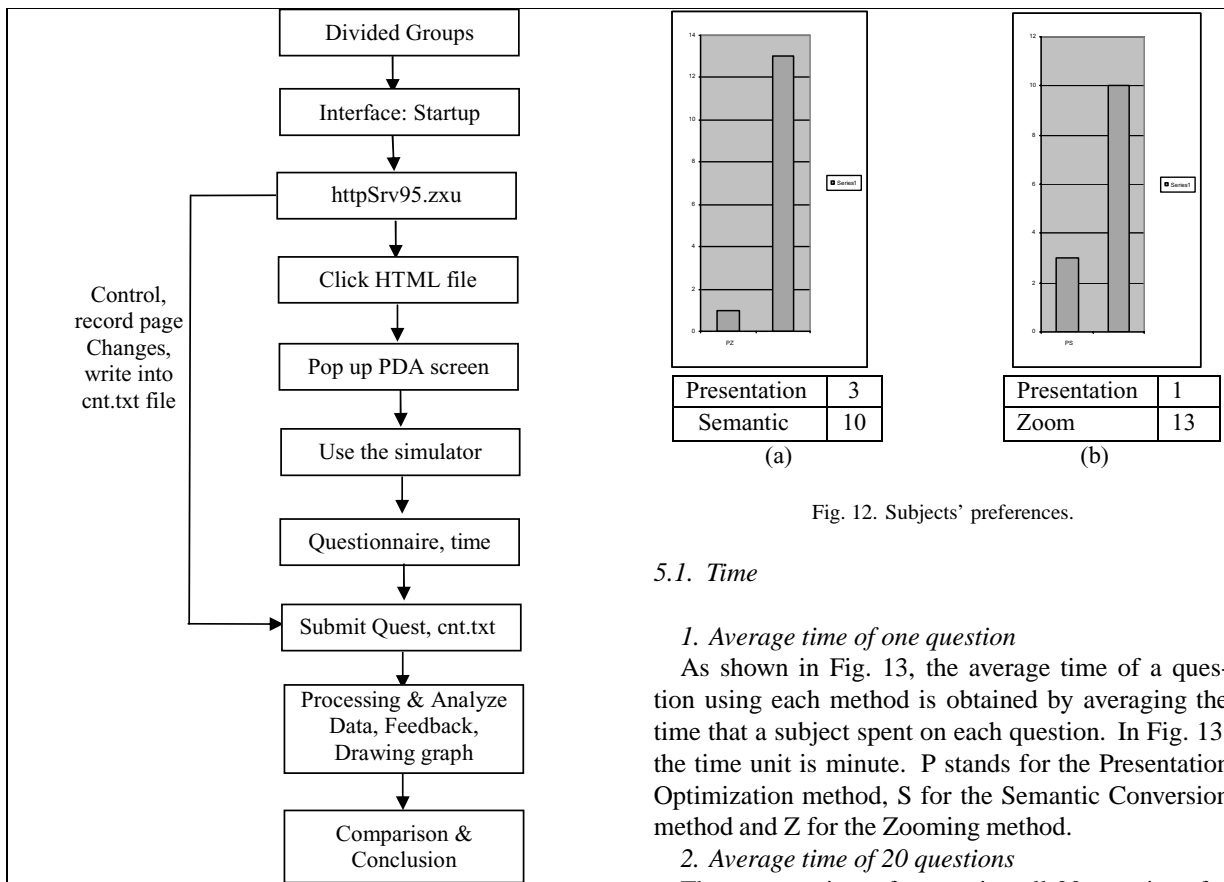 Divided Groups
Interface: Startup
httpSrv95.zxu
Click HTML file
Control,
record page
Changes,
write into
cnt.txt file
Pop up PDA screen
Use the simulator
Questionnaire, time
Submit Quest, cnt.txt
Processing & Analyze
Data, Feedback,
Drawing graph
Comparison &
Conclusion
14
12
10
8
6
4
2
0
PZ
Series1
Presentation 3
Semantic 10
(a)
12
10
8
6
4
2
0
PS
Series1
Presentation 1
Zoom 13
(b)
Fig. 12. Subjects' preferences.
5.1. Time
1. Average time of one question
As shown in Fig. 13, the average time of a ques-
tion using each method is obtained by averaging the
time that a subject spent on each question. In Fig. 13
the time unit is minute. P stands for the Presentation
Optimization method, S for the Semantic Conversion
method and Z for the Zooming method.
2. Average time of 20 questions